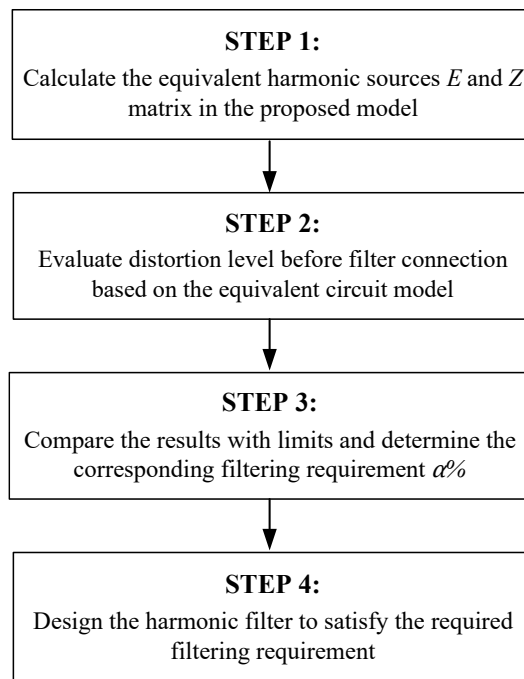 STEP 1:
Calculate the equivalent harmonic sources E and Z
matrix in the proposed model
STEP 2:
Evaluate distortion level before filter connection
based on the equivalent circuit model
STEP 3:
Compare the results with limits and determine the
corresponding filtering requirement α%
STEP 4:
Design the harmonic filter to satisfy the required
filtering requirement